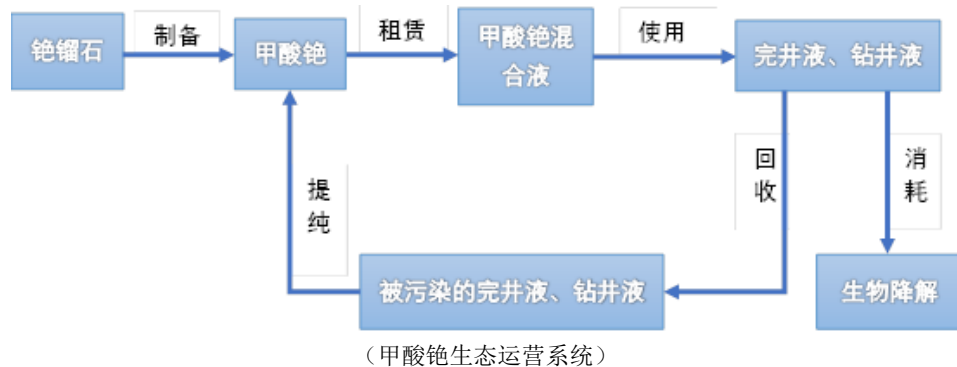 铯镏石
制备
甲酸铯
租赁
甲酸铯混
合液
使用
完井液、钻井液
回
收
消
耗
提
纯
被污染的完井液、钻井液
生物降解
（甲酸铯生态运营系统）